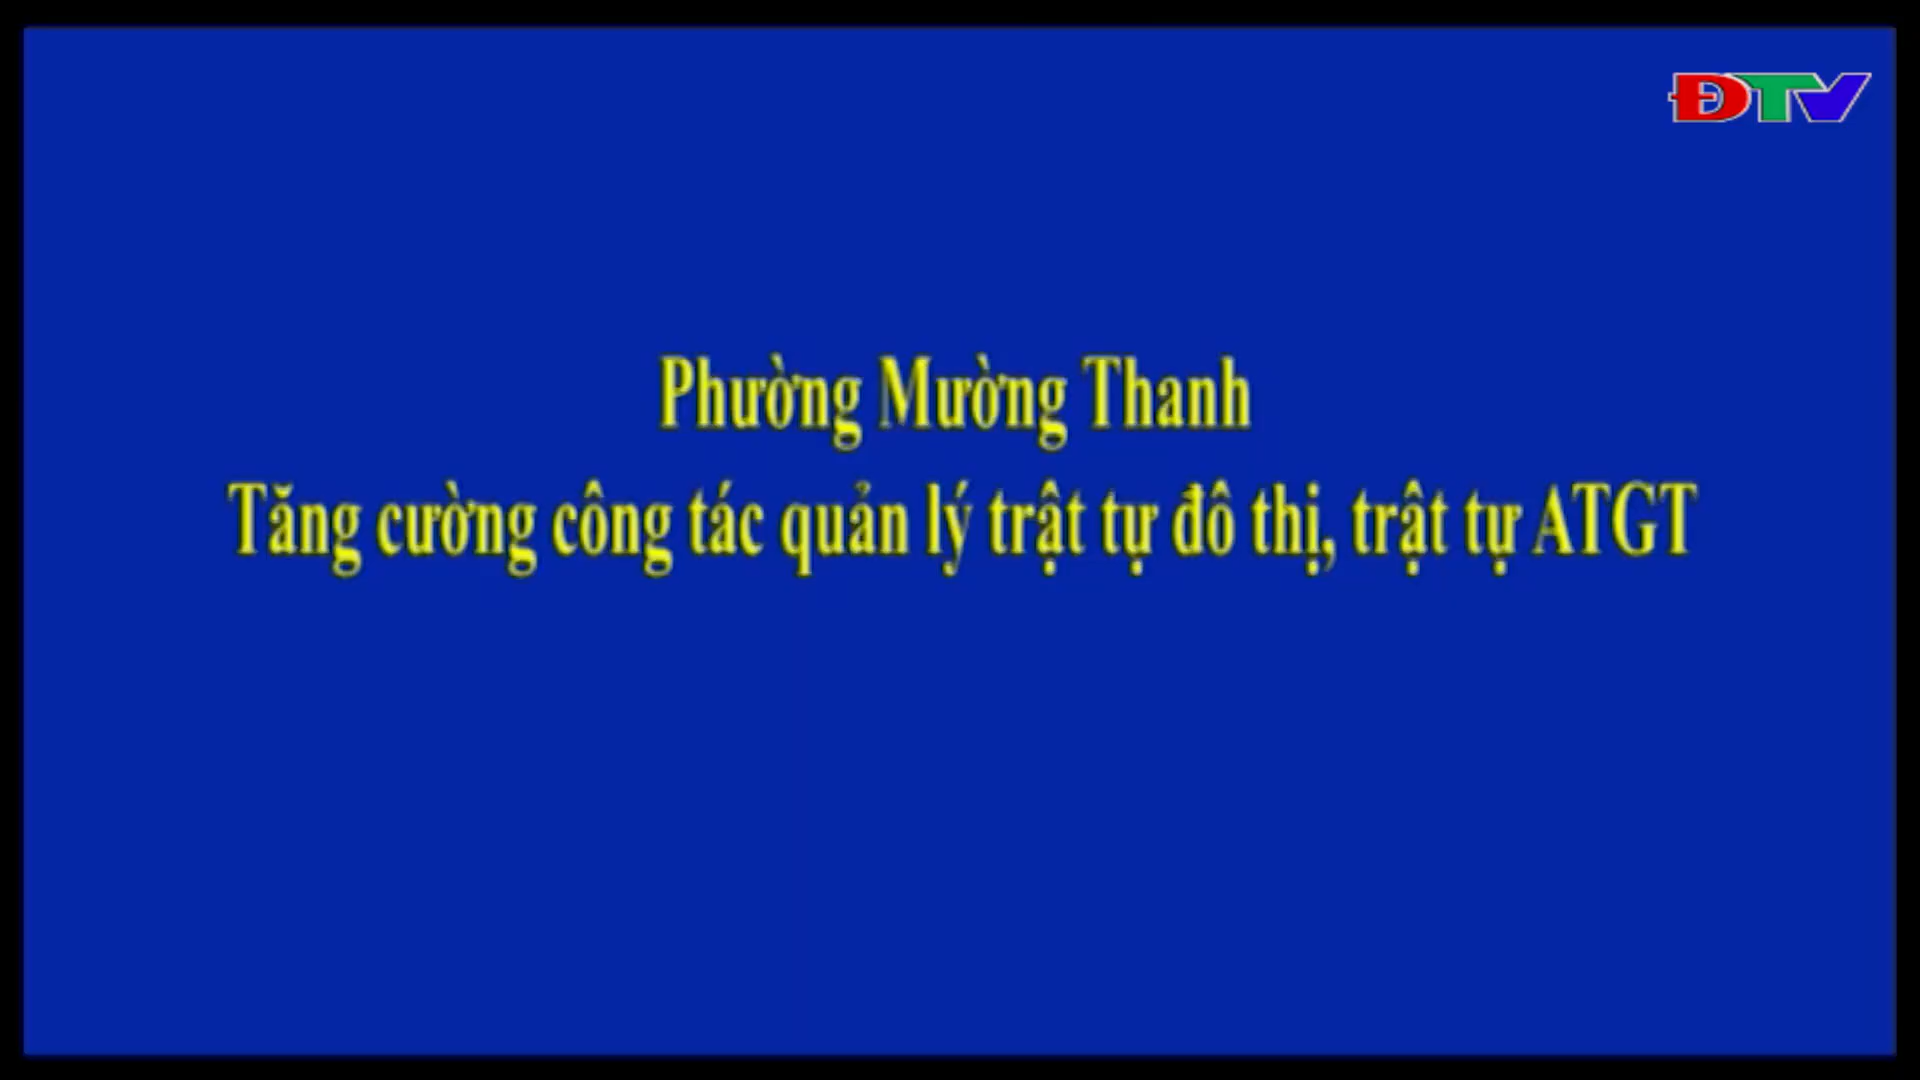 ĐTV
Phường Mường Thanh
Tăng cường công tác quản lý trật tự đô thị, trật tự ATGT